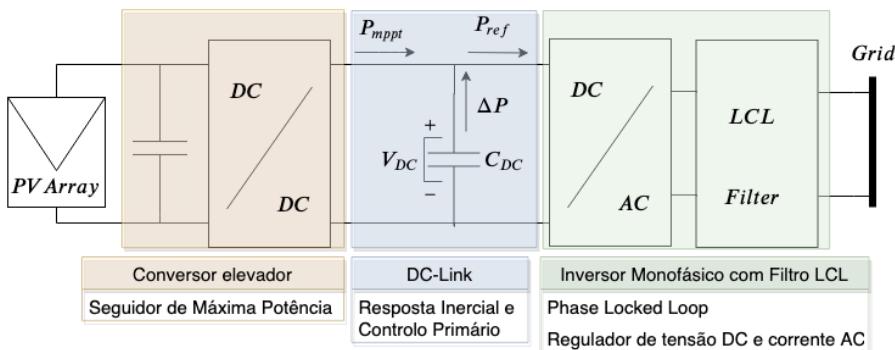 P_mppt
P_ref
Grid
DC
ΔP
DC
+
V_DC
C_DC
LCL
−
PV Array
DC
AC
Filter
Conversor elevador
DC-Link
Inversor Monofásico com Filtro LCL
Seguidor de Máxima Potência
Resposta Inercial e
Controlo Primário
Phase Locked Loop
Regulador de tensão DC e corrente AC